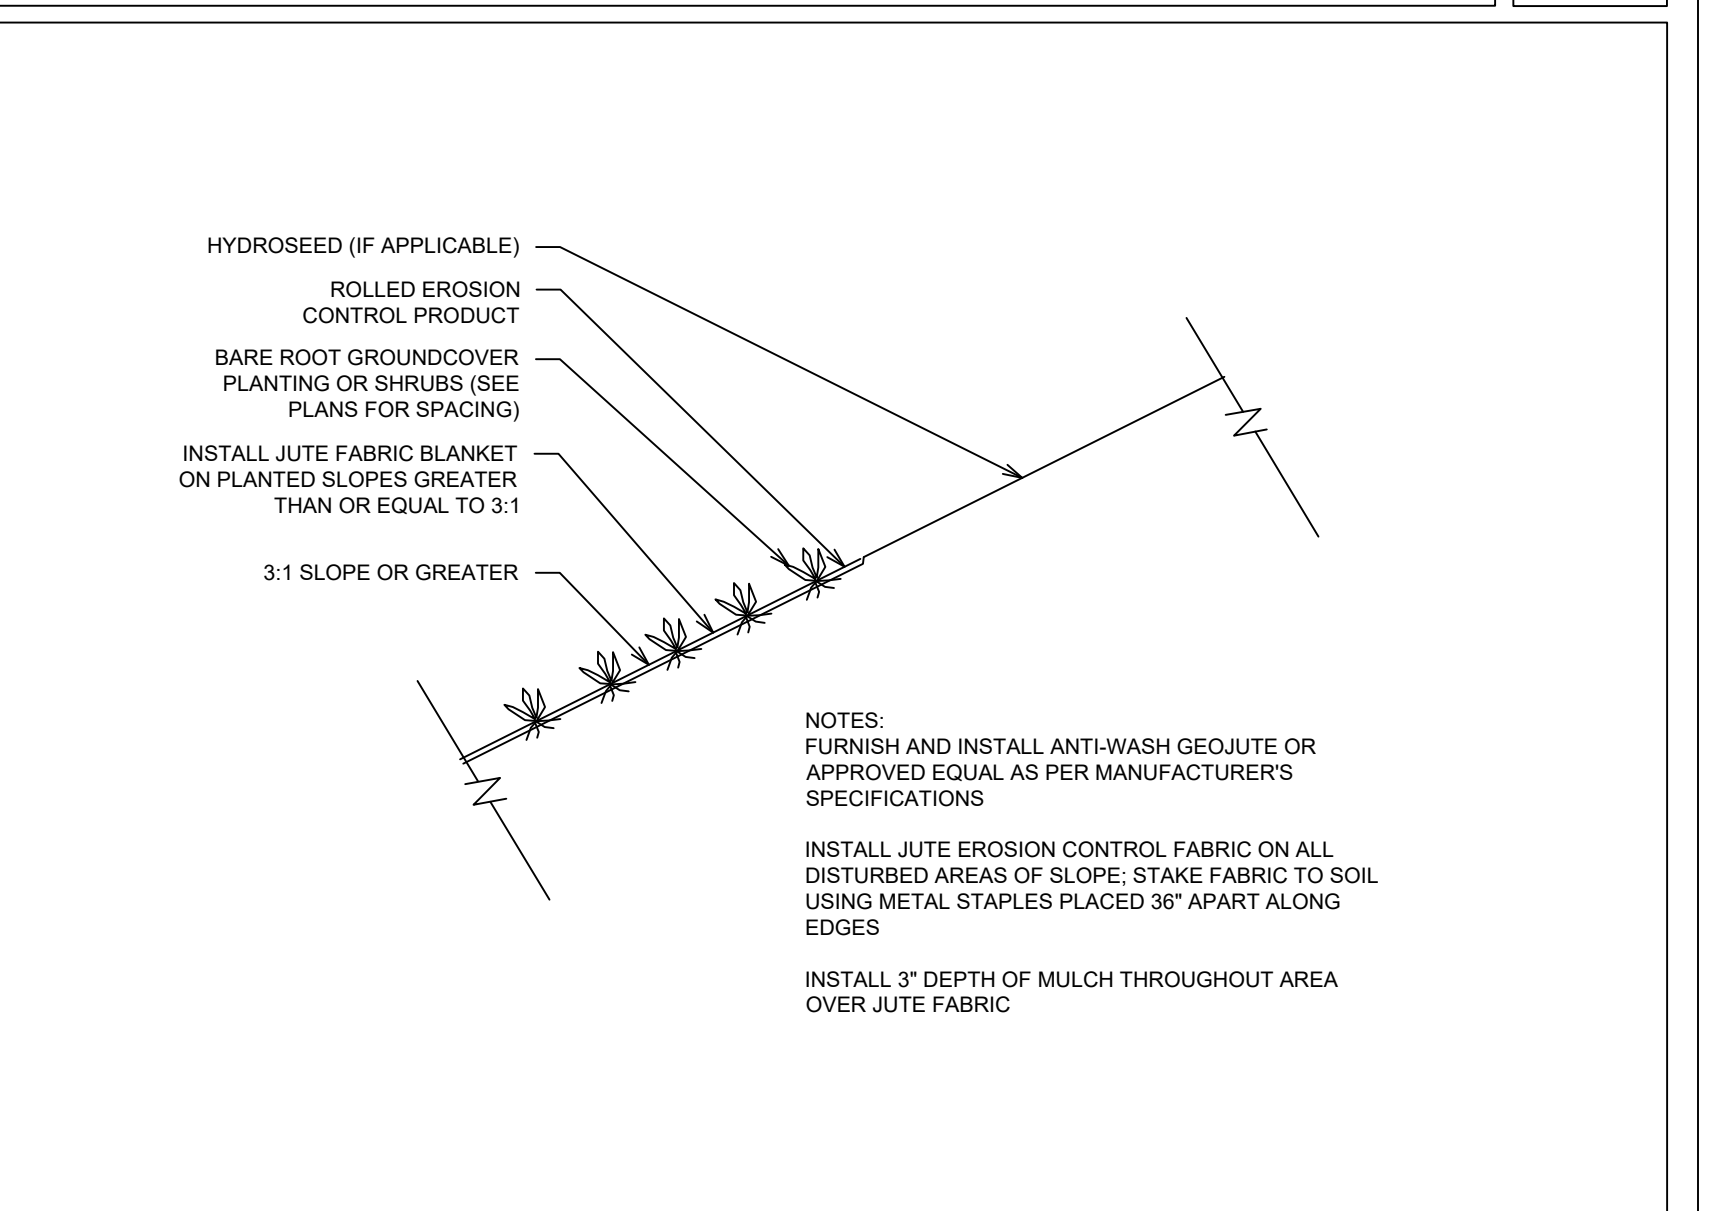 HYDROSEED (IF APPLICABLE)
ROLLED EROSION
CONTROL PRODUCT
BARE ROOT GROUNDCOVER
PLANTING OR SHRUBS (SEE
PLANS FOR SPACING)
INSTALL JUTE FABRIC BLANKET
ON PLANTED SLOPES GREATER
THAN OR EQUAL TO 3:1
3:1 SLOPE OR GREATER
NOTES:
FURNISH AND INSTALL ANTI-WASH GEOJUTE OR
APPROVED EQUAL AS PER MANUFACTURER'S
SPECIFICATIONS
INSTALL JUTE EROSION CONTROL FABRIC ON ALL
DISTURBED AREAS OF SLOPE; STAKE FABRIC TO SOIL
USING METAL STAPLES PLACED 36" APART ALONG
EDGES
INSTALL 3" DEPTH OF MULCH THROUGHOUT AREA
OVER JUTE FABRIC